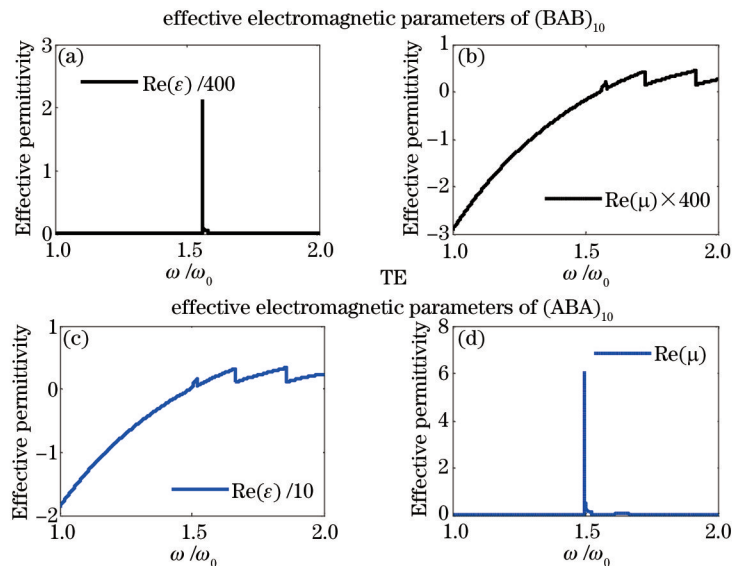 effective electromagnetic parameters of (BAB)₁₀
(a)
Re(ε) /400
Effective permittivity
3
2
1
0
1.0 1.5 2.0
ω/ω₀
(b)
Re(μ)×400
Effective permittivity
1
0
−1
−2
−3
1.0 1.5 2.0
ω/ω₀
TE
effective electromagnetic parameters of (ABA)₁₀
(c)
Re(ε) /10
Effective permittivity
1
0
−1
−2
1.0 1.5 2.0
ω/ω₀
(d)
Re(μ)
Effective permittivity
8
6
4
2
0
1.0 1.5 2.0
ω/ω₀